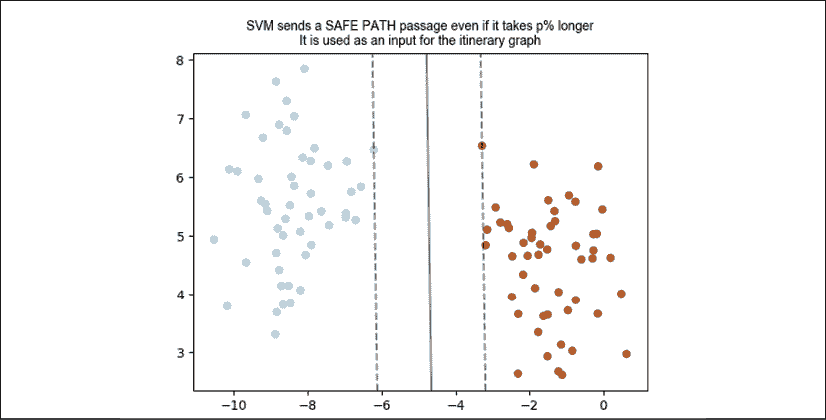 SVM sends a SAFE PATH passage even if it takes p% longer
It is used as an input for the itinerary graph
8
7
6
5
4
3
−10 −8 −6 −4 −2 0